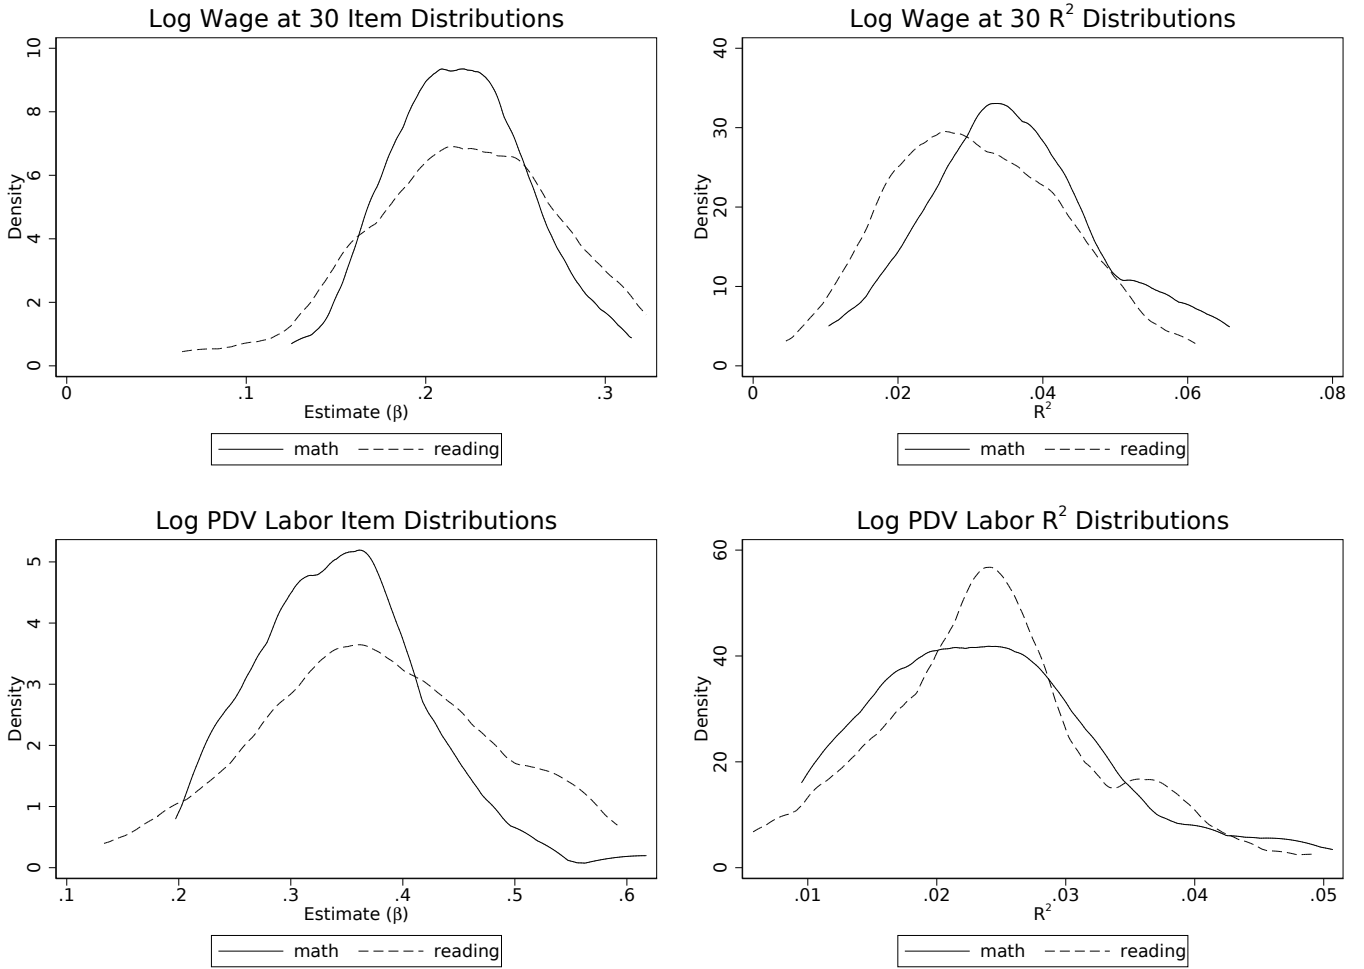 Log Wage at 30 Item Distributions
Density
0 2 4 6 8 10
0 .1 .2 .3
Estimate (β)
math reading
Log Wage at 30 R² Distributions
Density
0 10 20 30 40
0 .02 .04 .06 .08
R²
math reading
Log PDV Labor Item Distributions
Density
0 1 2 3 4 5
.1 .2 .3 .4 .5 .6
Estimate (β)
math reading
Log PDV Labor R² Distributions
Density
0 20 40 60
.01 .02 .03 .04 .05
R²
math reading